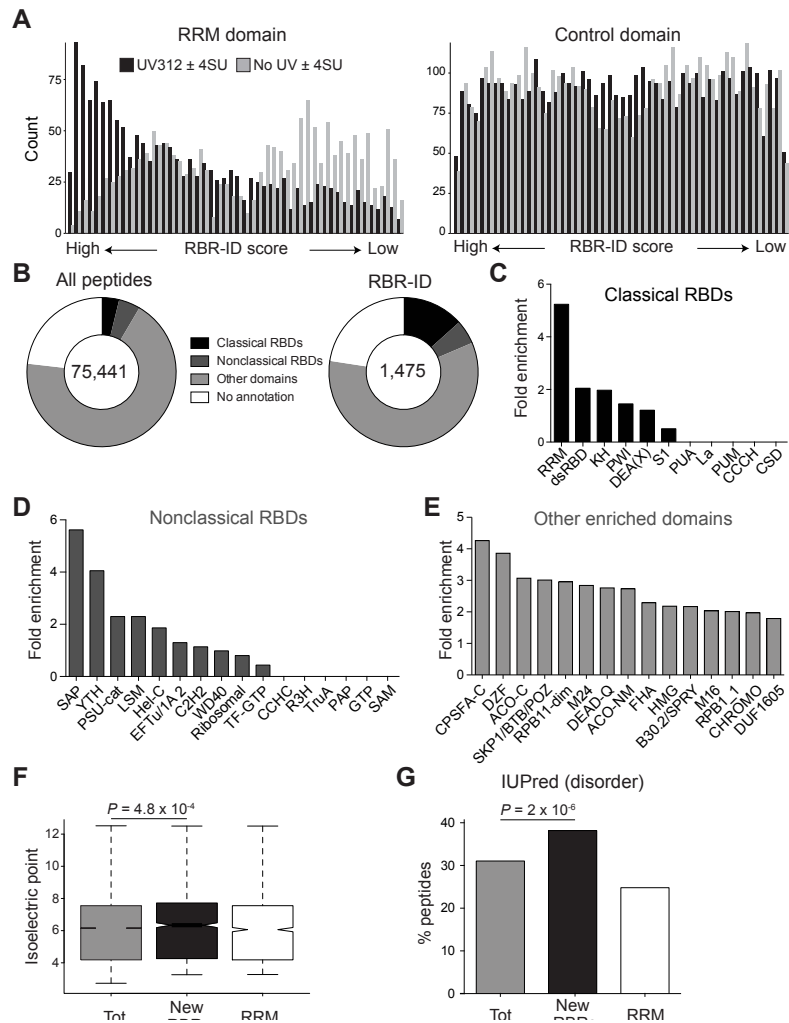 A
RRM domain
Control domain
UV312 ± 4SU
No UV ± 4SU
Count
75
50
25
0
100
75
50
25
0
High
RBR-ID score
Low
High
RBR-ID score
Low
B
All peptides
RBR-ID
75,441
1,475
Classical RBDs
Nonclassical RBDs
Other domains
No annotation
C
Classical RBDs
Fold enrichment
6
4
2
0
RRM
dsRBD
KH
PWI
DEA(X)
S1
PUA
La
PUM
CCCH
CSD
D
Nonclassical RBDs
Fold enrichment
6
4
2
0
SAP
YTH
PSU-cat
LSM
Hel-C
EFTu/1A 2
C2H2
WD40
Ribosomal
TF-GTP
CCHC
R3H
TruA
PAP
GTP
SAM
E
Other enriched domains
Fold enrichment
5
4
3
2
1
0
CPSFA-C
DZF
ACO-C
SKP1/BTB/POZ
RPB11-dim
M24
DEAD-Q
ACO-NM
FHA
HMG
B30.2/SPRY
M16
RPB1_1
CHROMO
DUF1605
F
P = 4.8 x 10-4
Isoelectric point
12
10
8
6
4
Tot
New
RRM
G
IUPred (disorder)
P = 2 x 10-6
% peptides
40
30
20
10
0
Tot
New
RRM